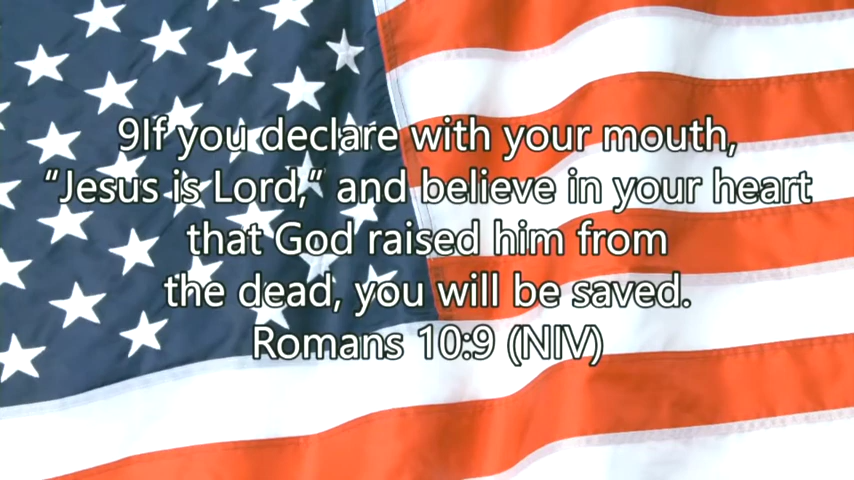 9If you declare with your mouth,
“Jesus is Lord,” and believe in your heart
that God raised him from
the dead, you will be saved.
Romans 10:9 (NIV)